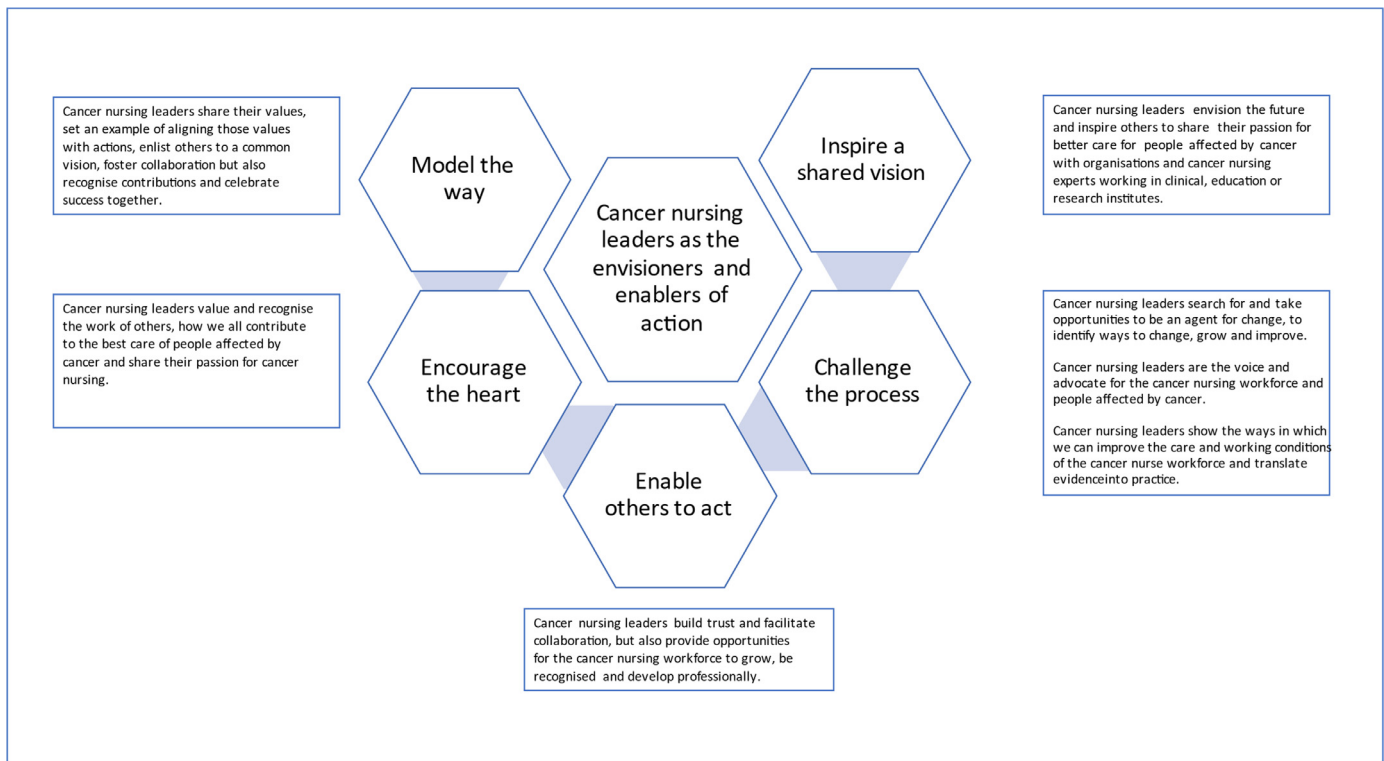 Cancer nursing leaders share their values,
set an example of aligning those values
with actions, enlist others to a common
vision, foster collaboration but also
recognise contributions and celebrate
success together.
Model the
way
Inspire a
shared vision
Cancer nursing leaders envision the future
and inspire others to share their passion for
better care for people affected by cancer
with organisations and cancer nursing
experts working in clinical, education or
research institutes.
Cancer nursing
leaders as the
envisioners and
enablers of
action
Cancer nursing leaders value and recognise
the work of others, how we all contribute
to the best care of people affected by
cancer and share their passion for cancer
nursing.
Encourage
the heart
Challenge
the process
Cancer nursing leaders search for and take
opportunities to be an agent for change, to
identify ways to change, grow and improve.
Cancer nursing leaders are the voice and
advocate for the cancer nursing workforce and
people affected by cancer.
Cancer nursing leaders show the ways in which
we can improve the care and working conditions
of the cancer nurse workforce and translate
evidenceinto practice.
Enable
others to act
Cancer nursing leaders build trust and facilitate
collaboration, but also provide opportunities
for the cancer nursing workforce to grow, be
recognised and develop professionally.